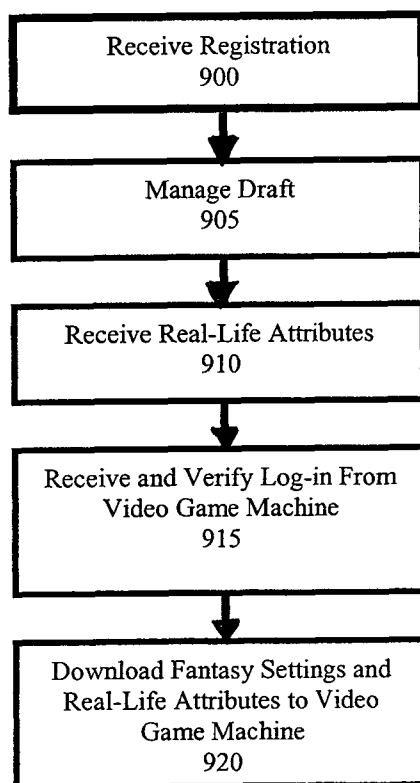 Receive Registration
900
Manage Draft
905
Receive Real-Life Attributes
910
Receive and Verify Log-in From
Video Game Machine
915
Download Fantasy Settings and
Real-Life Attributes to Video
Game Machine
920